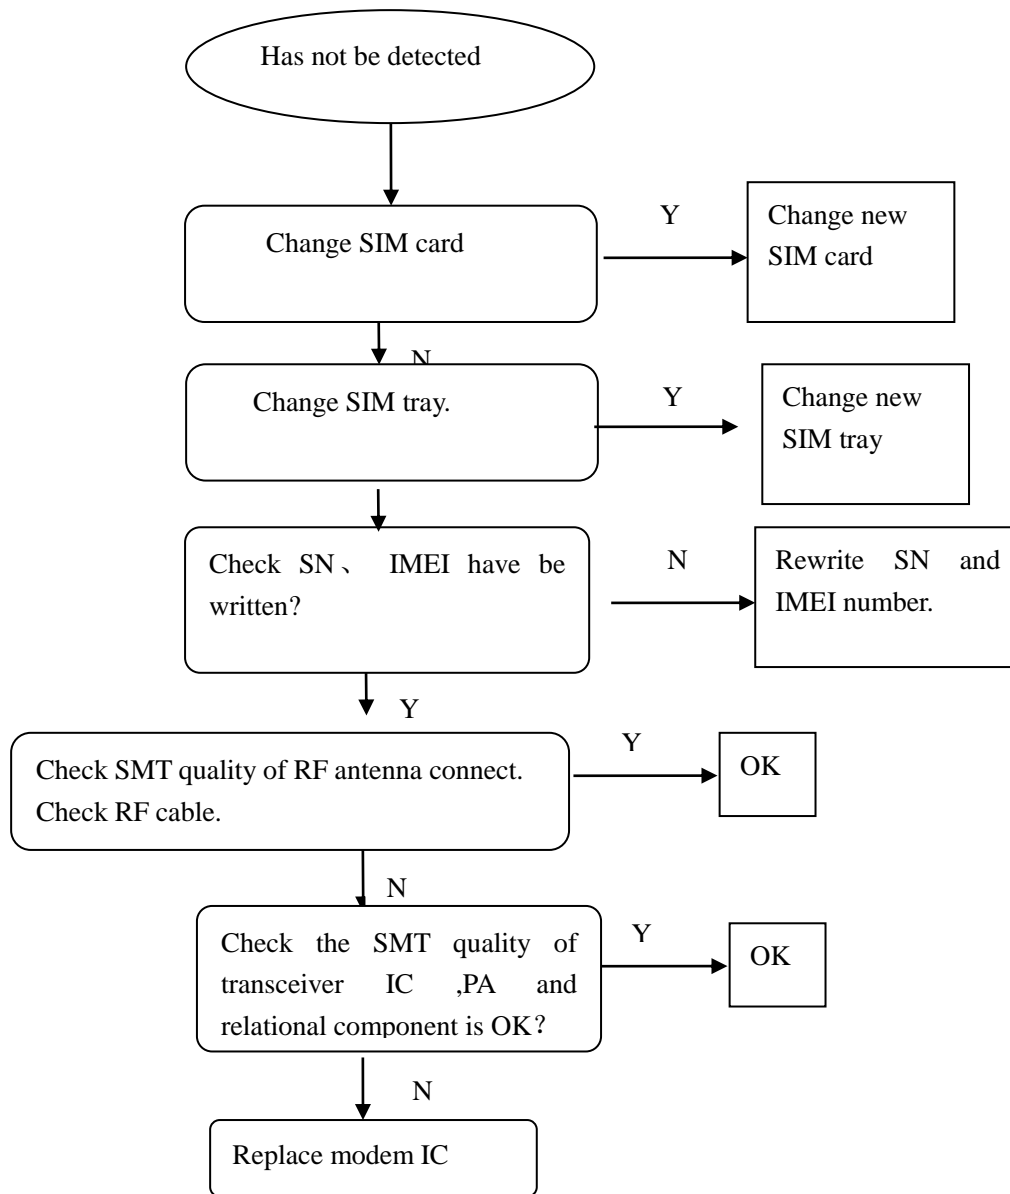 Has not be detected
Change SIM card
Y
Change new
SIM card
N
Change SIM tray.
Y
Change new
SIM tray
Check SN、 IMEI have be
written?
N
Rewrite SN and
IMEI number.
Y
Check SMT quality of RF antenna connect.
Check RF cable.
Y
OK
N
Check the SMT quality of
transceiver IC ,PA and
relational component is OK？
Y
OK
N
Replace modem IC